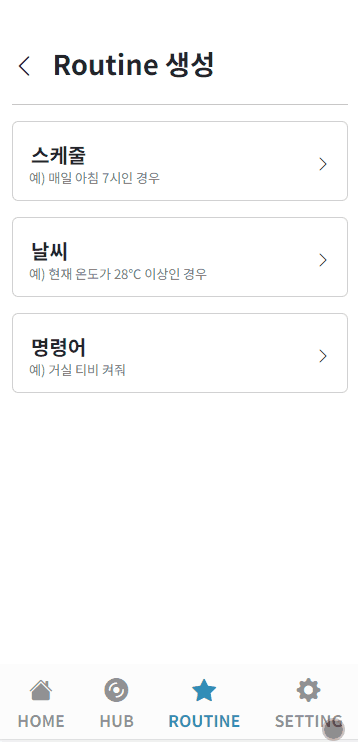 Routine 생성
스케줄
예) 매일 아침 7시인 경우
날씨
예) 현재 온도가 28°C 이상인 경우
명령어
예) 거실 티비 켜줘
HOME HUB ROUTINE SETTING